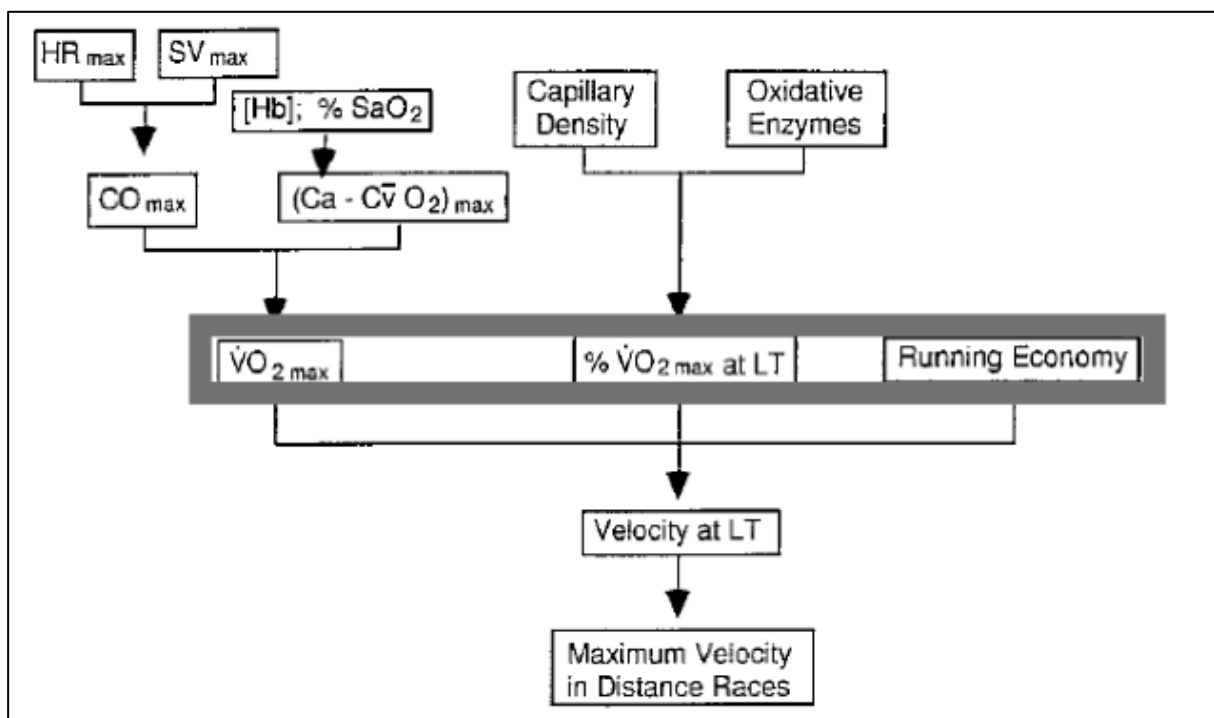 HR max
SV max
[Hb]; % SaO2
Capillary
Density
Oxidative
Enzymes
CO max
(Ca - Cv̄ O2) max
V̇O2 max
% V̇O2 max at LT
Running Economy
Velocity at LT
Maximum Velocity
in Distance Races